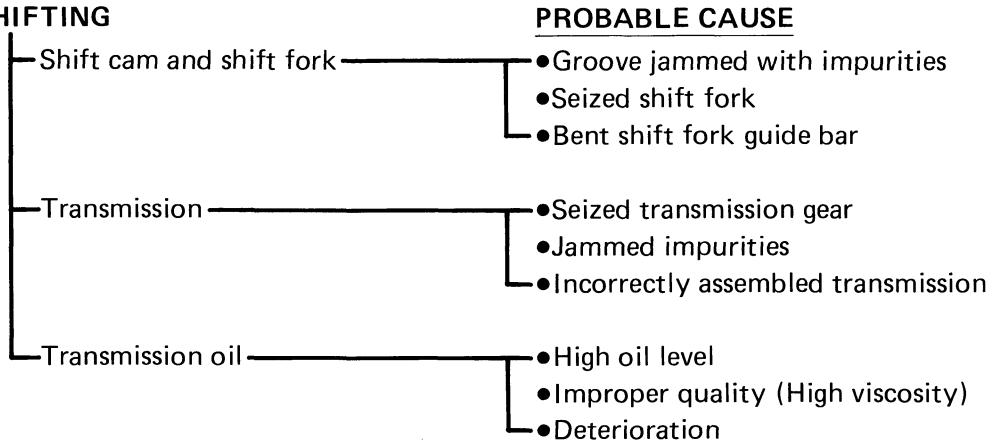 HIFTING PROBABLE CAUSE
Shift cam and shift fork ●Groove jammed with impurities
●Seized shift fork
●Bent shift fork guide bar
Transmission ●Seized transmission gear
●Jammed impurities
●Incorrectly assembled transmission
Transmission oil ●High oil level
●Improper quality (High viscosity)
●Deterioration